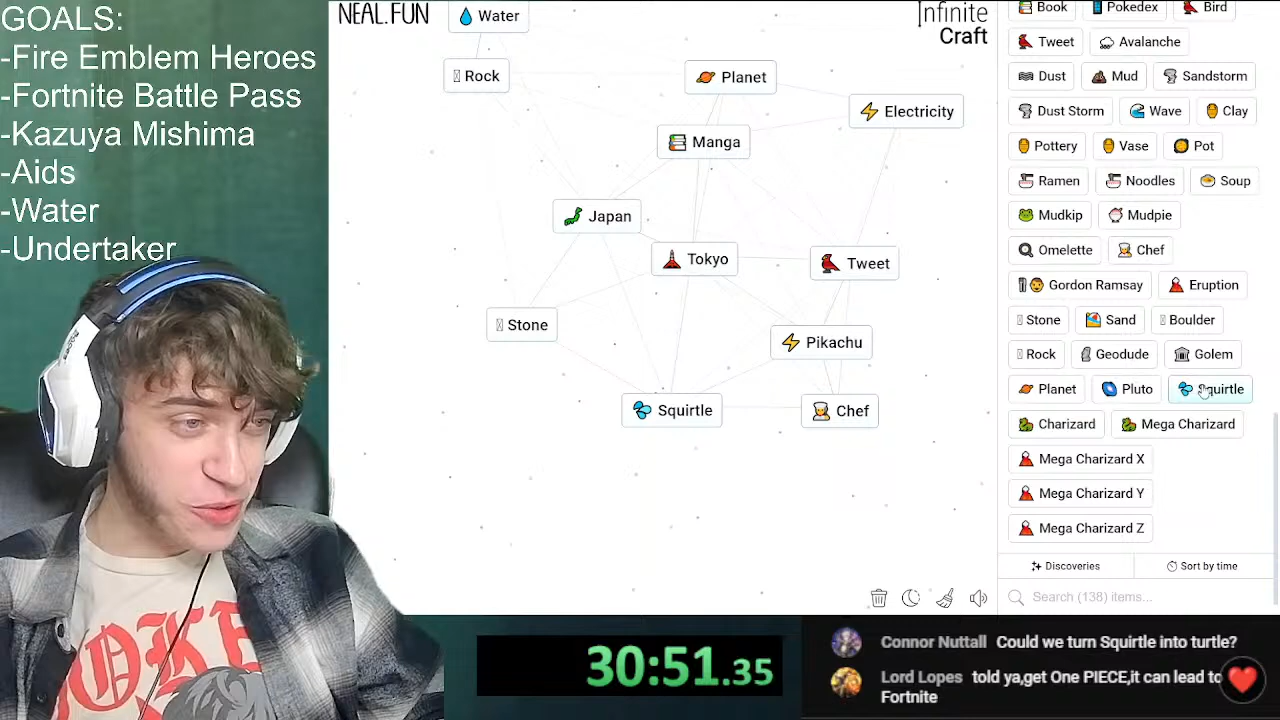 GOALS:
-Fire Emblem Heroes
-Fortnite Battle Pass
-Kazuya Mishima
-Aids
-Water
-Undertaker
NEAL.FUN
Infinite
Craft
Water
Rock
Planet
Electricity
Manga
Japan
Tokyo
Tweet
Stone
Pikachu
Squirtle
Chef
Book Pokedex Bird
Tweet Avalanche
Dust Mud Sandstorm
Dust Storm Wave Clay
Pottery Vase Pot
Ramen Noodles Soup
Mudkip Mudpie
Omelette Chef
Gordon Ramsay Eruption
Stone Sand Boulder
Rock Geodude Golem
Planet Pluto Squirtle
Charizard Mega Charizard
Mega Charizard X
Mega Charizard Y
Mega Charizard Z
Discoveries Sort by time
Search (138) items...
30:51.35
Connor Nuttall Could we turn Squirtle into turtle?
Lord Lopes told ya,get One PIECE,it can lead to
Fortnite